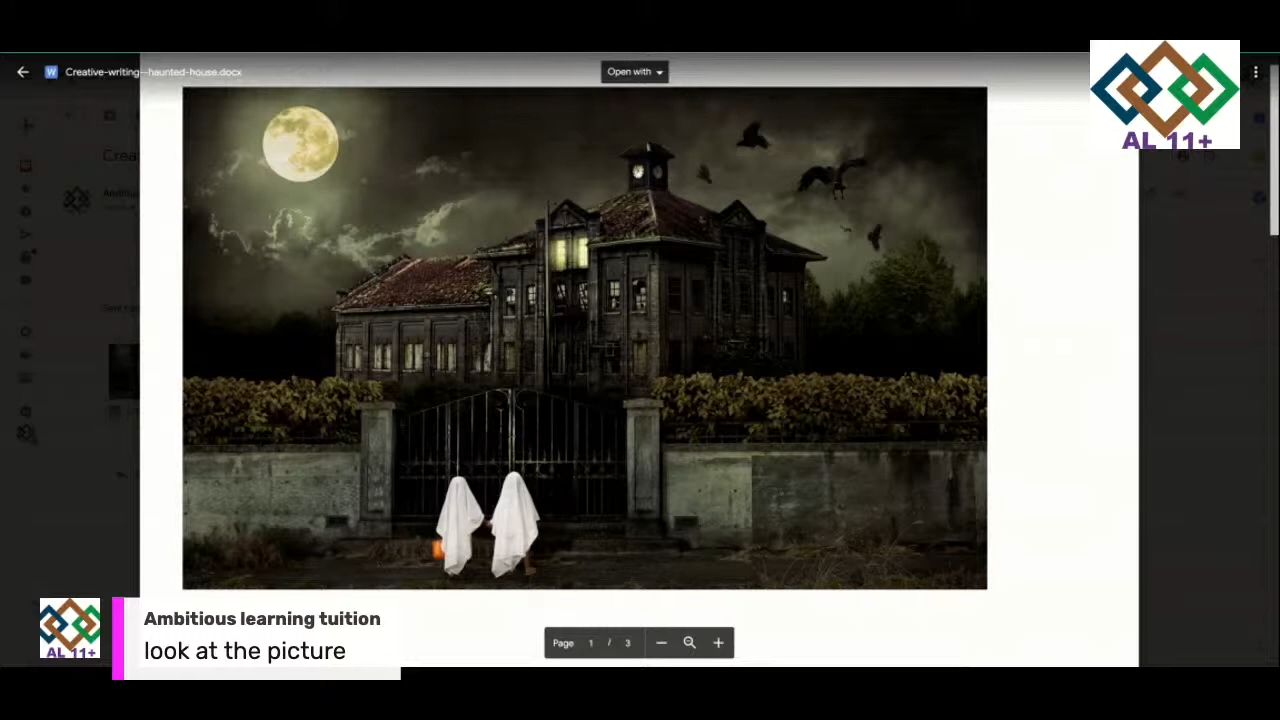 Creative-writing--haunted-house.docx
Open with
AL 11+
Page 1 / 3
Ambitious learning tuition
look at the picture
AL 11+